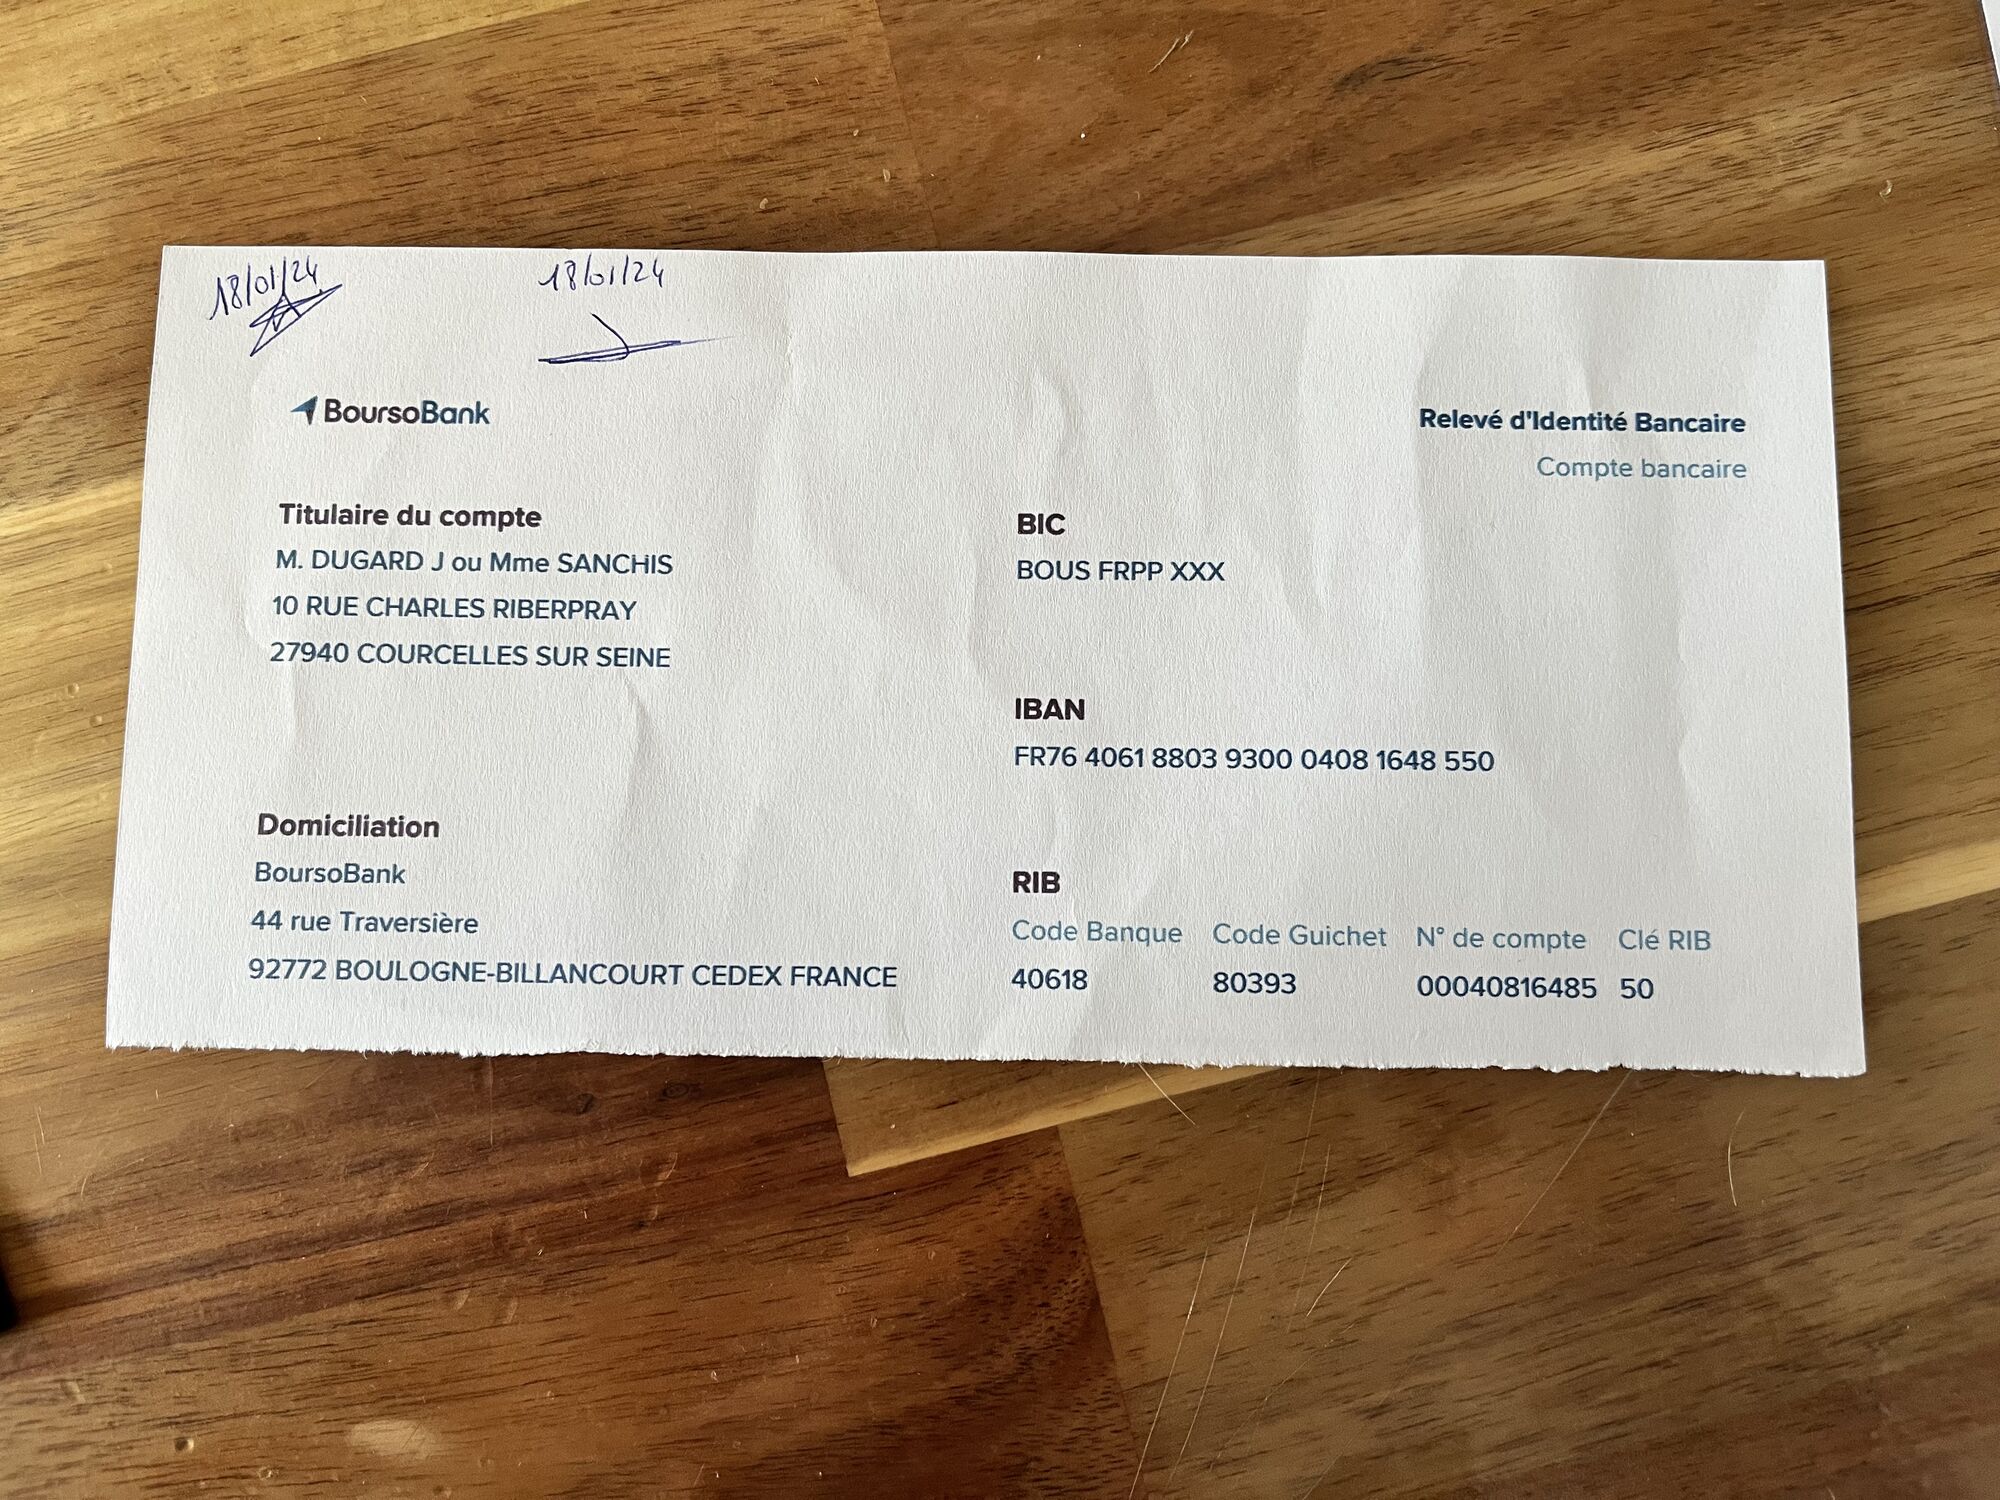 18/01/24
18/01/24
BoursoBank
Relevé d'Identité Bancaire
Compte bancaire
Titulaire du compte
M. DUGARD J ou Mme SANCHIS
10 RUE CHARLES RIBERPRAY
27940 COURCELLES SUR SEINE
BIC
BOUS FRPP XXX
IBAN
FR76 4061 8803 9300 0408 1648 550
Domiciliation
BoursoBank
44 rue Traversière
92772 BOULOGNE-BILLANCOURT CEDEX FRANCE
RIB
Code Banque Code Guichet N° de compte Clé RIB
40618 80393 00040816485 50